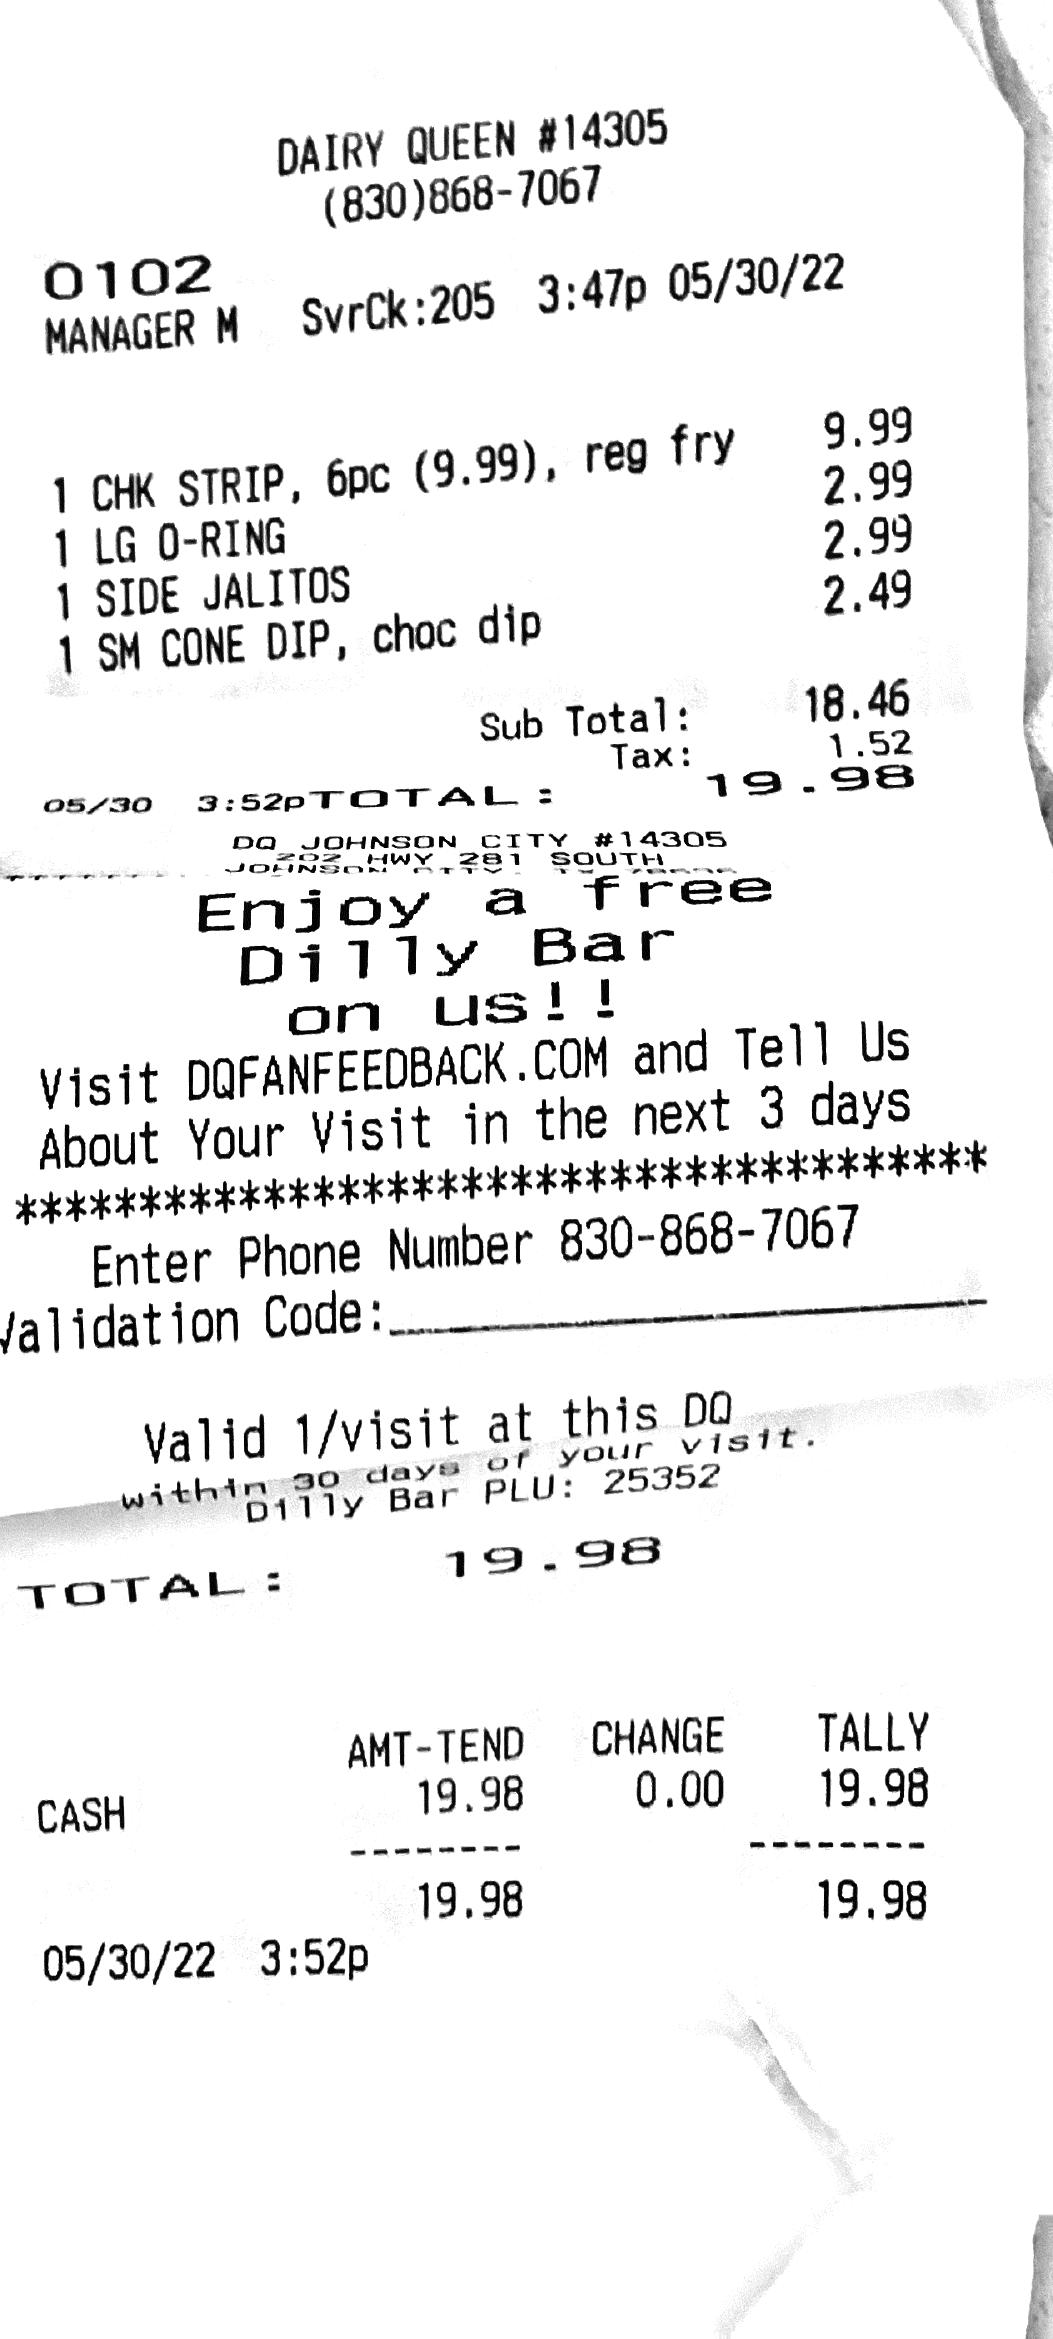 DAIRY QUEEN #14305
(830)868-7067
0102
MANAGER M SvrCk:205 3:47p 05/30/22
1 CHK STRIP, 6pc (9.99), reg fry 9.99
1 LG O-RING 2.99
1 SIDE JALITOS 2.99
1 SM CONE DIP, choc dip 2.49
Sub Total: 18.46
Tax: 1.52
05/30 3:52pTOTAL: 19.98
DQ JOHNSON CITY #14305
202 HWY 281 SOUTH
JOHNSON CITY,
Enjoy a free
Dilly Bar
on us!!
Visit DQFANFEEDBACK.COM and Tell Us
About Your Visit in the next 3 days
****************************************
Enter Phone Number 830-868-7067
Validation Code:
Valid 1/visit at this DQ
within 30 days of your visit.
Dilly Bar PLU: 25352
TOTAL: 19.98
AMT-TEND CHANGE TALLY
CASH 19.98 0.00 19.98
-------- --------
19.98 19.98
05/30/22 3:52p